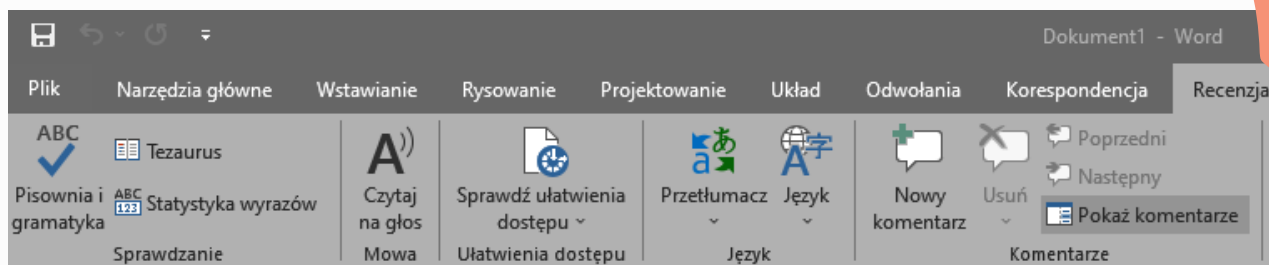 Dokument1 - Word
Plik Narzędzia główne Wstawianie Rysowanie Projektowanie Układ Odwołania Korespondencja Recenzja
ABC
Pisownia i
gramatyka
Tezaurus
ABC
123
Statystyka wyrazów
Sprawdzanie
A
Czytaj
na głos
Mowa
Sprawdź ułatwienia
dostępu
Ułatwienia dostępu
あ
a
Przetłumacz
字
A
Język
Język
Nowy
komentarz
Usuń
Poprzedni
Następny
Pokaż komentarze
Komentarze